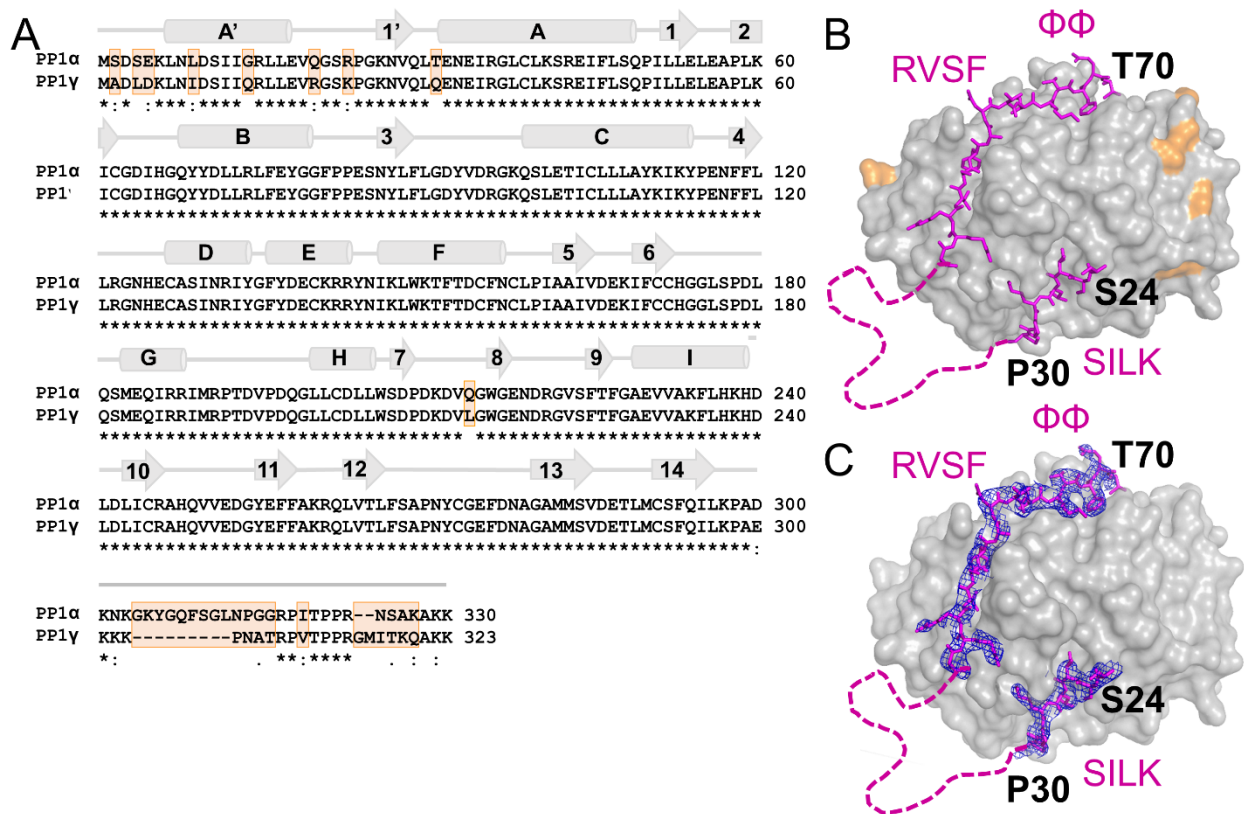 A
A' 1' A 1 2
PP1α MSDSEKLNLDSIIGRLLEVQGSRPGKNVQLTENEIRGLCLKSREIFLSQPILLELEAPLK 60
PP1γ MADLDKLNIDSIIQRLLEVRGSKPGKNVQLQENEIRGLCLKSREIFLSQPILLELEAPLK 60
*:* :***:**** *****:**:******* *****************************
B 3 C 4
PP1α ICGDIHGQYYDLLRLFEYGGFPPESNYLFLGDYVDRGKQSLETICLLLAYKIKYPENFFL 120
PP1' ICGDIHGQYYDLLRLFEYGGFPPESNYLFLGDYVDRGKQSLETICLLLAYKIKYPENFFL 120
************************************************************
D E F 5 6
PP1α LRGNHECASINRIYGFYDECKRRYNIKLWKTFTDCFNCLPIAAIVDEKIFCCHGGLSPDL 180
PP1γ LRGNHECASINRIYGFYDECKRRYNIKLWKTFTDCFNCLPIAAIVDEKIFCCHGGLSPDL 180
************************************************************
G H 7 8 9 I
PP1α QSMEQIRRIMRPTDVPDQGLLCDLLWSDPDKDVQGWGENDRGVSFTFGAEVVAKFLHKHD 240
PP1γ QSMEQIRRIMRPTDVPDQGLLCDLLWSDPDKDVLGWGENDRGVSFTFGAEVVAKFLHKHD 240
********************************* **************************
10 11 12 13 14
PP1α LDLICRAHQVVEDGYEFFAKRQLVTLFSAPNYCGEFDNAGAMMSVDETLMCSFQILKPAD 300
PP1γ LDLICRAHQVVEDGYEFFAKRQLVTLFSAPNYCGEFDNAGAMMSVDETLMCSFQILKPAE 300
***********************************************************:
PP1α KNKGKYGQFSGLNPGGRPITPPR--NSAKAKK 330
PP1γ KKK---------PNATRPVTPPRGMITKQAKK 323
*: . **:**** . : :
B
ΦΦ
RVSF T70
S24
P30 SILK
C
ΦΦ
RVSF T70
S24
P30 SILK